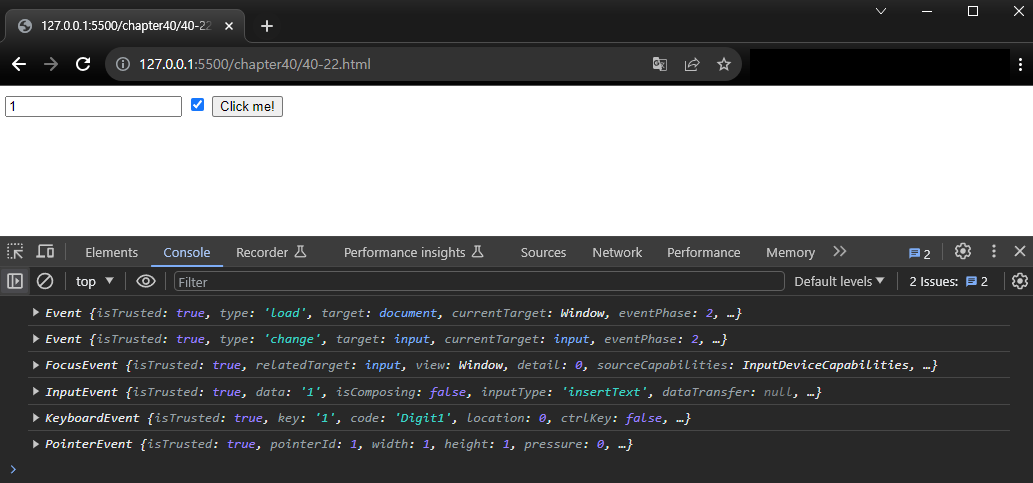 127.0.0.1:5500/chapter40/40-22
127.0.0.1:5500/chapter40/40-22.html
1 Click me!
Elements Console Recorder Performance insights Sources Network Performance Memory 2
top Filter Default levels 2 Issues: 2
Event {isTrusted: true, type: 'load', target: document, currentTarget: Window, eventPhase: 2, …}
Event {isTrusted: true, type: 'change', target: input, currentTarget: input, eventPhase: 2, …}
FocusEvent {isTrusted: true, relatedTarget: input, view: Window, detail: 0, sourceCapabilities: InputDeviceCapabilities, …}
InputEvent {isTrusted: true, data: '1', isComposing: false, inputType: 'insertText', dataTransfer: null, …}
KeyboardEvent {isTrusted: true, key: '1', code: 'Digit1', location: 0, ctrlKey: false, …}
PointerEvent {isTrusted: true, pointerId: 1, width: 1, height: 1, pressure: 0, …}